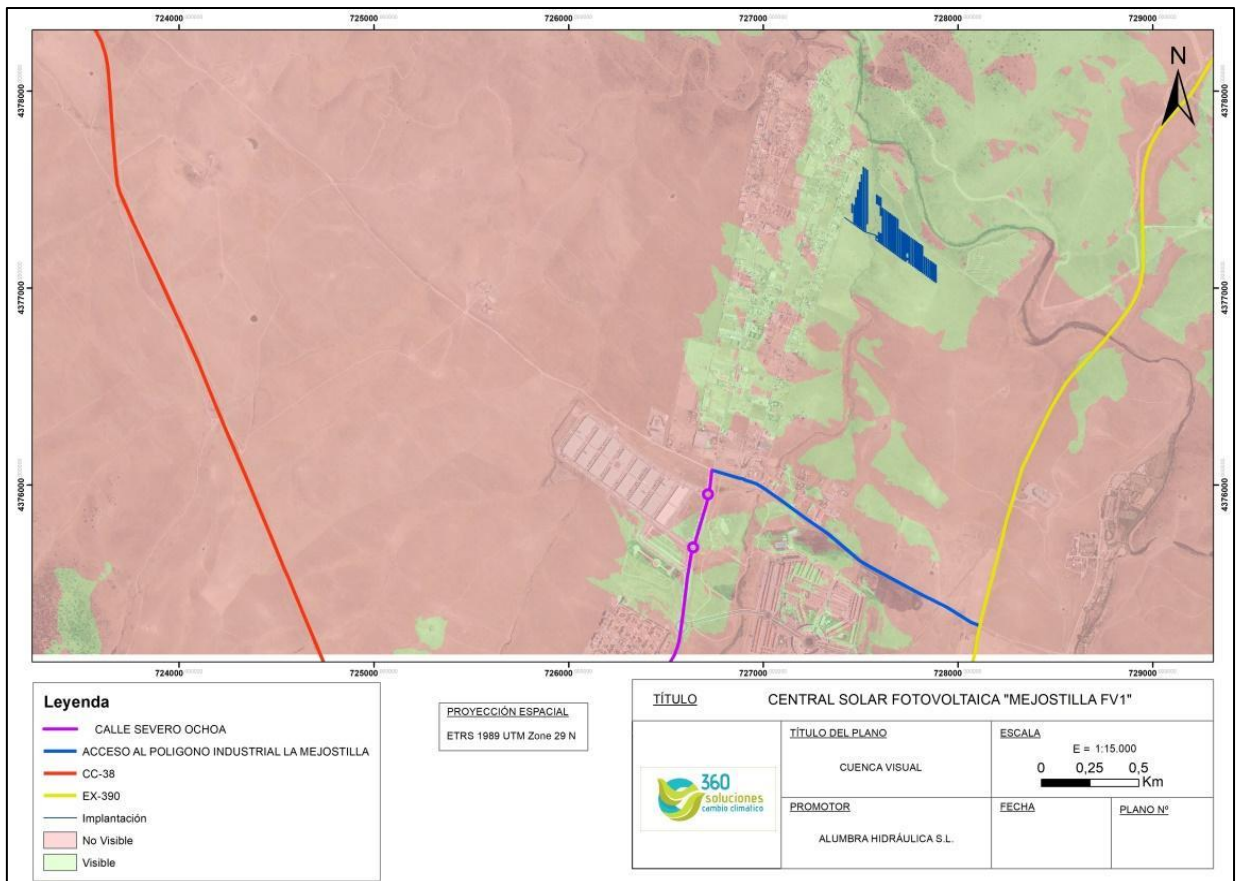 724000 725000 726000 727000 728000 729000
4378000 4378000
N
4377000 4377000
4376000 4376000
724000 725000 726000 727000 728000 729000
Leyenda
CALLE SEVERO OCHOA
ACCESO AL POLIGONO INDUSTRIAL LA MEJOSTILLA
CC-38
EX-390
Implantación
No Visible
Visible
PROYECCIÓN ESPACIAL
ETRS 1989 UTM Zone 29 N
TÍTULO CENTRAL SOLAR FOTOVOLTAICA "MEJOSTILLA FV1"
360
soluciones
cambio climático
TÍTULO DEL PLANO
CUENCA VISUAL
ESCALA
E = 1:15.000
0 0,25 0,5
Km
PROMOTOR
ALUMBRA HIDRÁULICA S.L.
FECHA
PLANO Nº